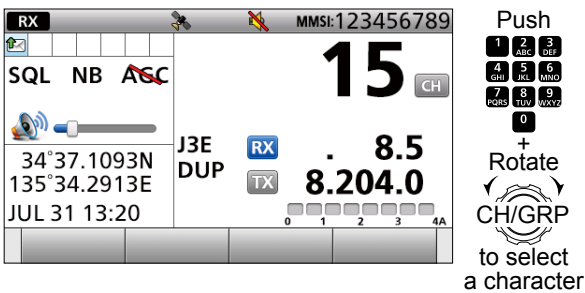 RX MMSI:123456789
SQL NB AGC
15 CH
34°37.1093N
135°34.2913E
JUL 31 13:20
J3E
DUP
RX . 8.5
TX 8.204.0
0 1 2 3 4A
Push
1 2 ABC 3 DEF
4 GHI 5 JKL 6 MNO
7 PQRS 8 TUV 9 WXYZ
0
+
Rotate
CH/GRP
to select
a character